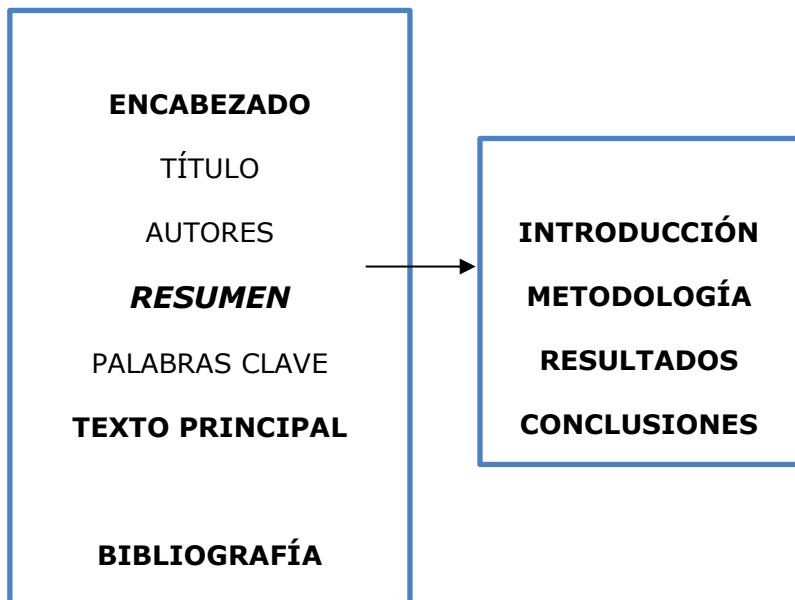 ENCABEZADO
TÍTULO
AUTORES
RESUMEN
PALABRAS CLAVE
TEXTO PRINCIPAL
BIBLIOGRAFÍA
INTRODUCCIÓN
METODOLOGÍA
RESULTADOS
CONCLUSIONES